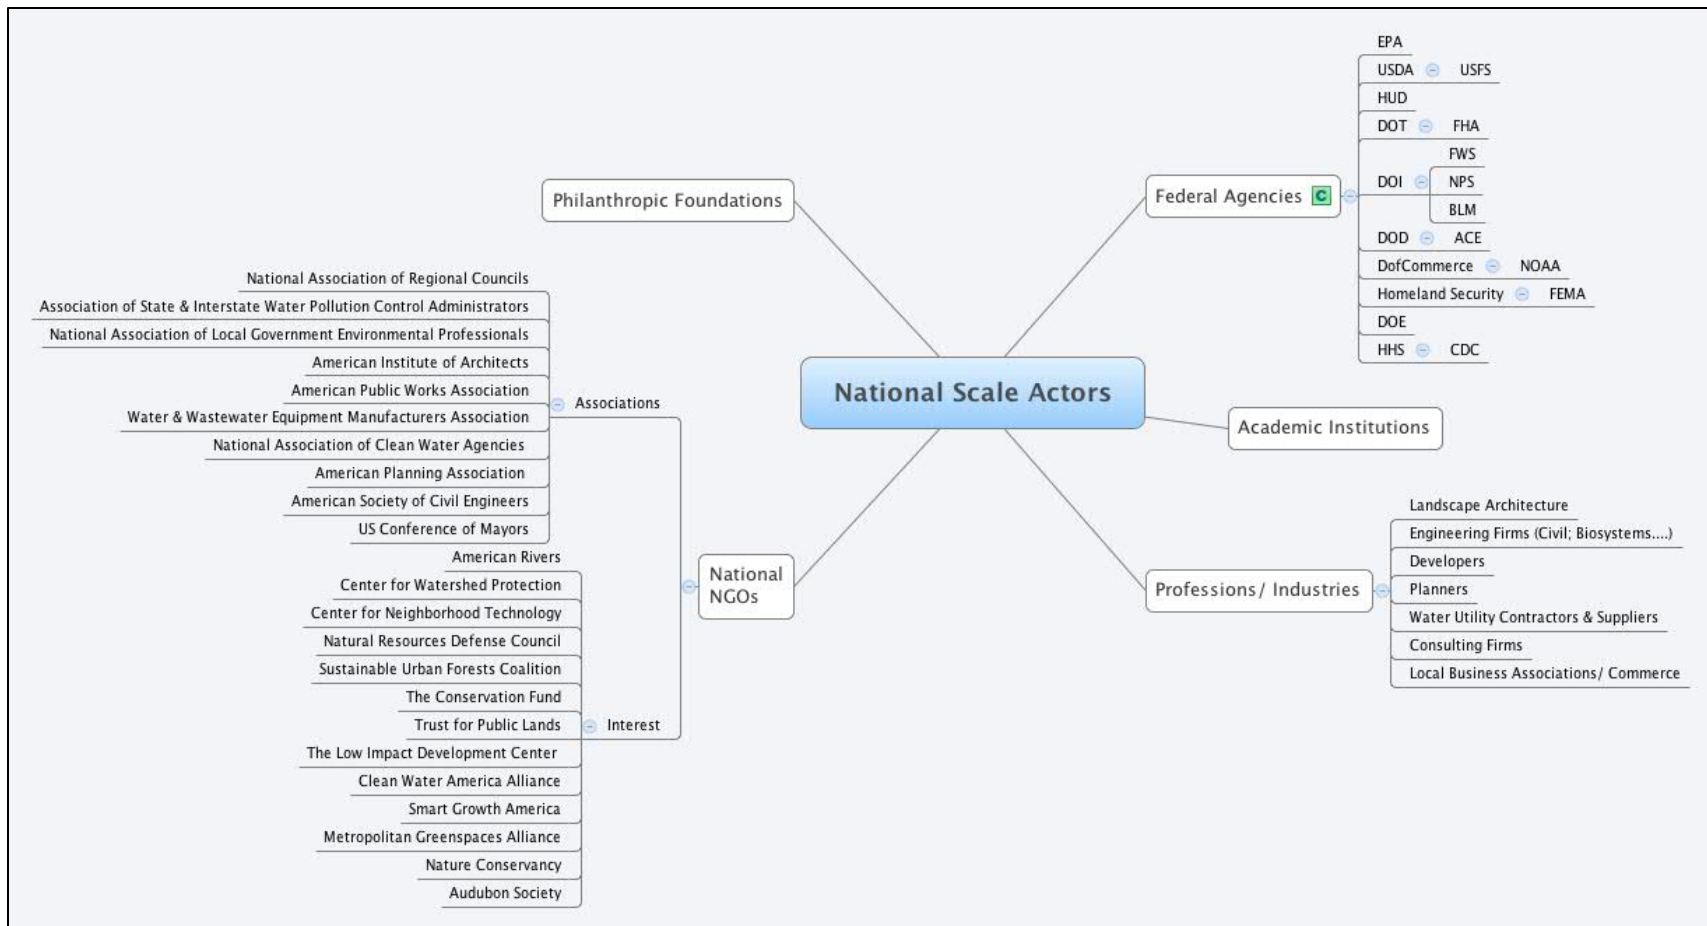 National Scale Actors
Philanthropic Foundations
Federal Agencies C
EPA
USDA USFS
HUD
DOT FHA
FWS
DOI NPS
BLM
DOD ACE
DofCommerce NOAA
Homeland Security FEMA
DOE
HHS CDC
Academic Institutions
Professions/ Industries
Landscape Architecture
Engineering Firms (Civil; Biosystems....)
Developers
Planners
Water Utility Contractors & Suppliers
Consulting Firms
Local Business Associations/ Commerce
National
NGOs
Associations
National Association of Regional Councils
Association of State & Interstate Water Pollution Control Administrators
National Association of Local Government Environmental Professionals
American Institute of Architects
American Public Works Association
Water & Wastewater Equipment Manufacturers Association
National Association of Clean Water Agencies
American Planning Association
American Society of Civil Engineers
US Conference of Mayors
Interest
American Rivers
Center for Watershed Protection
Center for Neighborhood Technology
Natural Resources Defense Council
Sustainable Urban Forests Coalition
The Conservation Fund
Trust for Public Lands
The Low Impact Development Center
Clean Water America Alliance
Smart Growth America
Metropolitan Greenspaces Alliance
Nature Conservancy
Audubon Society